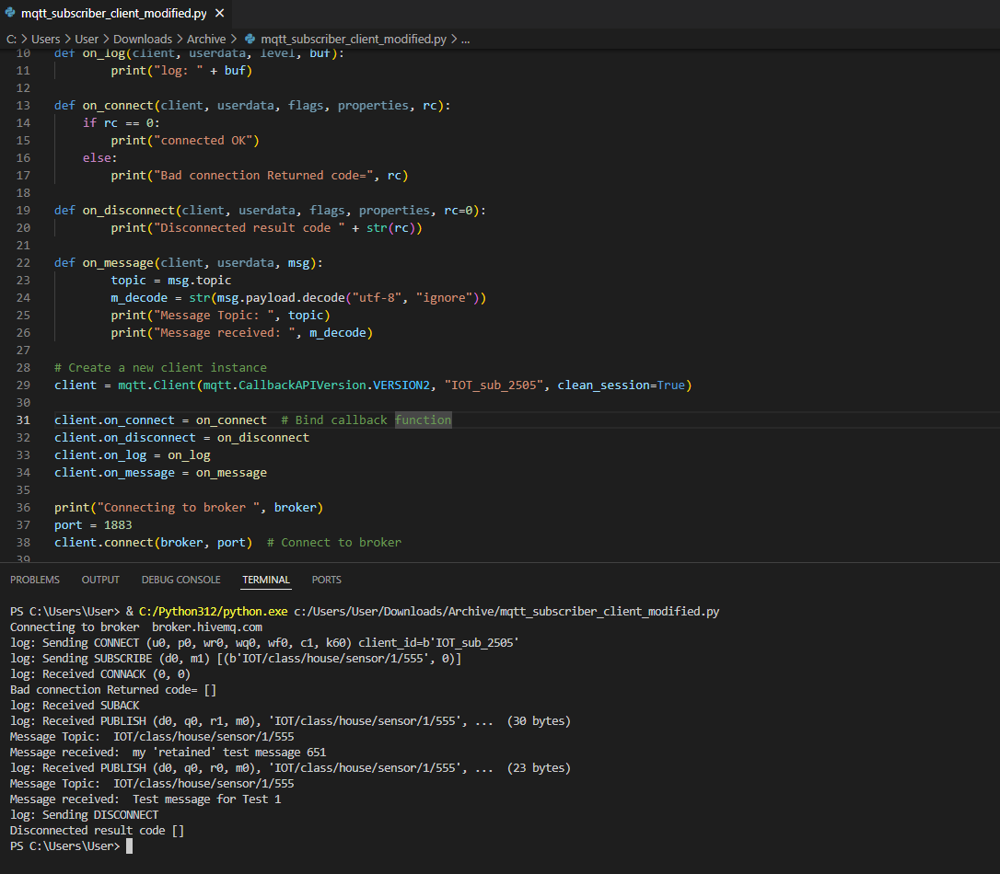 mqtt_subscriber_client_modified.py
C: > Users > User > Downloads > Archive > mqtt_subscriber_client_modified.py > ...
10 def on_log(client, userdata, level, buf):
11         print("log: " + buf)
12
13 def on_connect(client, userdata, flags, properties, rc):
14     if rc == 0:
15         print("connected OK")
16     else:
17         print("Bad connection Returned code=", rc)
18
19 def on_disconnect(client, userdata, flags, properties, rc=0):
20         print("Disconnected result code " + str(rc))
21
22 def on_message(client, userdata, msg):
23         topic = msg.topic
24         m_decode = str(msg.payload.decode("utf-8", "ignore"))
25         print("Message Topic: ", topic)
26         print("Message received: ", m_decode)
27
28 # Create a new client instance
29 client = mqtt.Client(mqtt.CallbackAPIVersion.VERSION2, "IOT_sub_2505", clean_session=True)
30
31 client.on_connect = on_connect  # Bind callback function
32 client.on_disconnect = on_disconnect
33 client.on_log = on_log
34 client.on_message = on_message
35
36 print("Connecting to broker ", broker)
37 port = 1883
38 client.connect(broker, port)  # Connect to broker
39
PROBLEMS OUTPUT DEBUG CONSOLE TERMINAL PORTS
PS C:\Users\User> & C:/Python312/python.exe c:/Users/User/Downloads/Archive/mqtt_subscriber_client_modified.py
Connecting to broker  broker.hivemq.com
log: Sending CONNECT (u0, p0, wr0, wq0, wf0, c1, k60) client_id=b'IOT_sub_2505'
log: Sending SUBSCRIBE (d0, m1) [(b'IOT/class/house/sensor/1/555', 0)]
log: Received CONNACK (0, 0)
Bad connection Returned code= []
log: Received SUBACK
log: Received PUBLISH (d0, q0, r1, m0), 'IOT/class/house/sensor/1/555', ...  (30 bytes)
Message Topic:  IOT/class/house/sensor/1/555
Message received:  my 'retained' test message 651
log: Received PUBLISH (d0, q0, r0, m0), 'IOT/class/house/sensor/1/555', ...  (23 bytes)
Message Topic:  IOT/class/house/sensor/1/555
Message received:  Test message for Test 1
log: Sending DISCONNECT
Disconnected result code []
PS C:\Users\User>